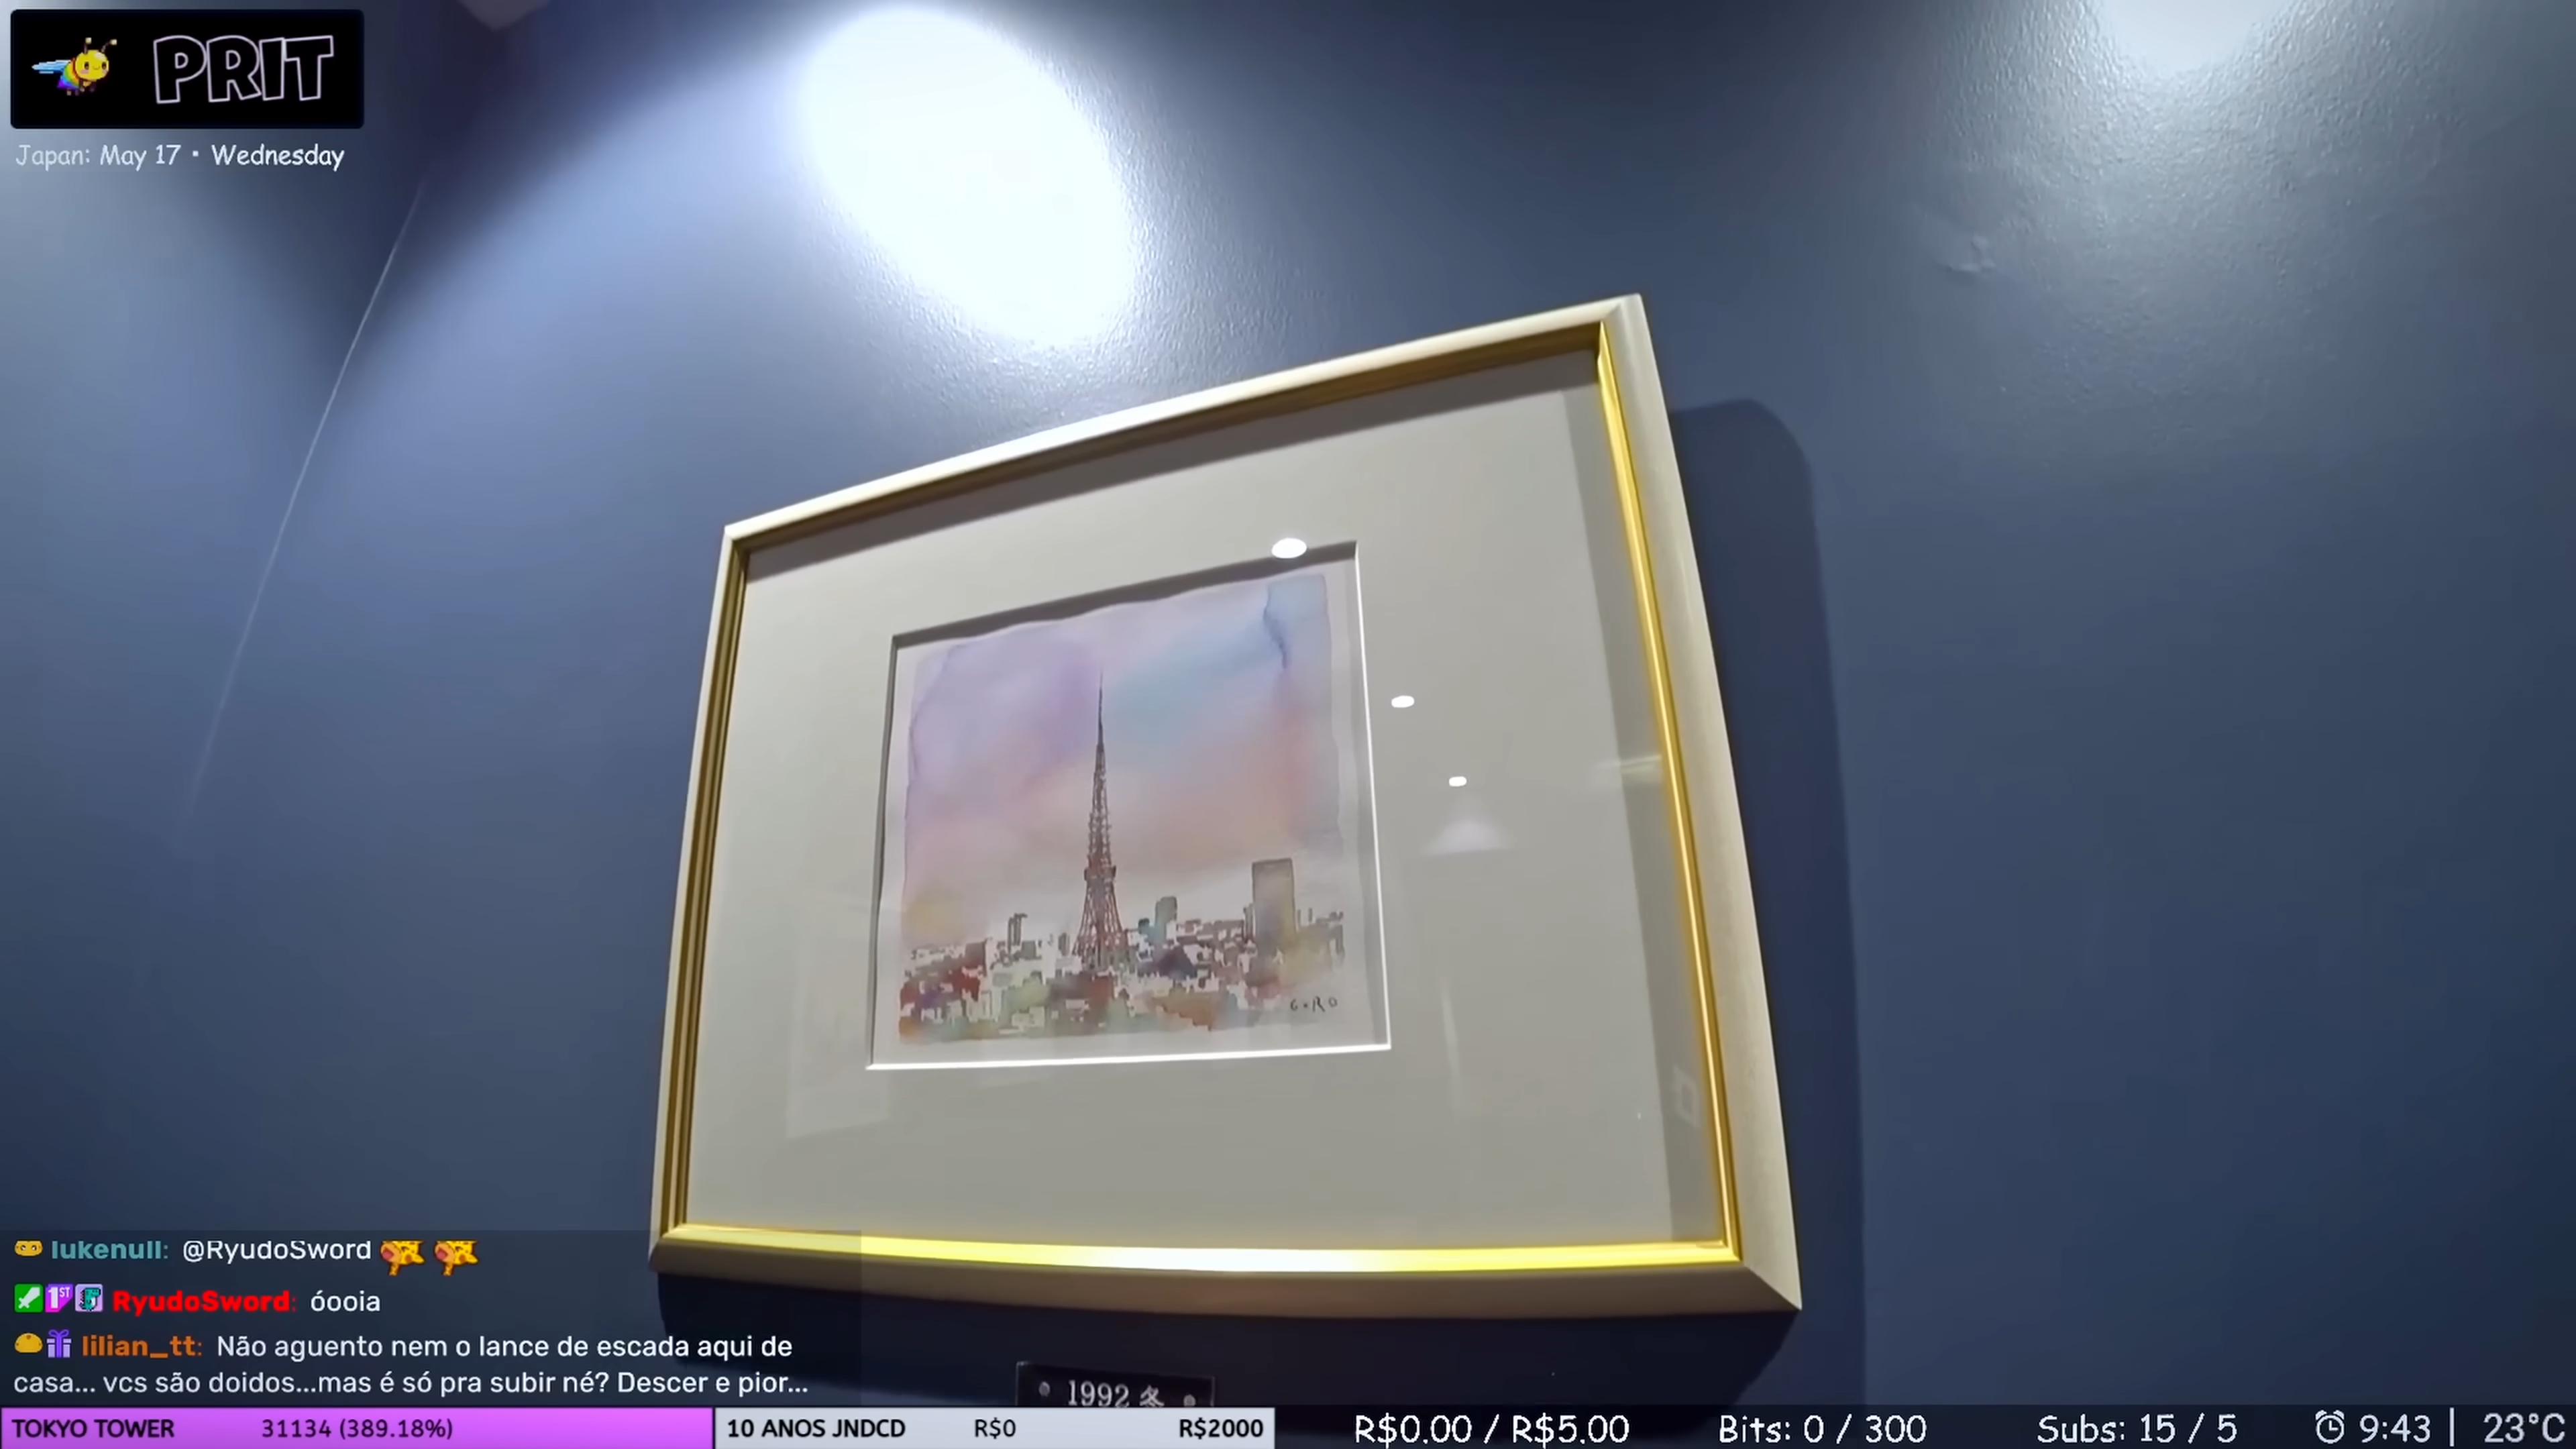 PRIT
Japan: May 17 • Wednesday
GORO
lukenull: @RyudoSword
1ST RyudoSword: óooia
lilian_tt: Não aguento nem o lance de escada aqui de
casa... vcs são doidos...mas é só pra subir né? Descer e pior...
1992 冬
TOKYO TOWER 31134 (389.18%) 10 ANOS JNDCD R$0 R$2000 R$0.00 / R$5.00 Bits: 0 / 300 Subs: 15 / 5 9:43 | 23°C